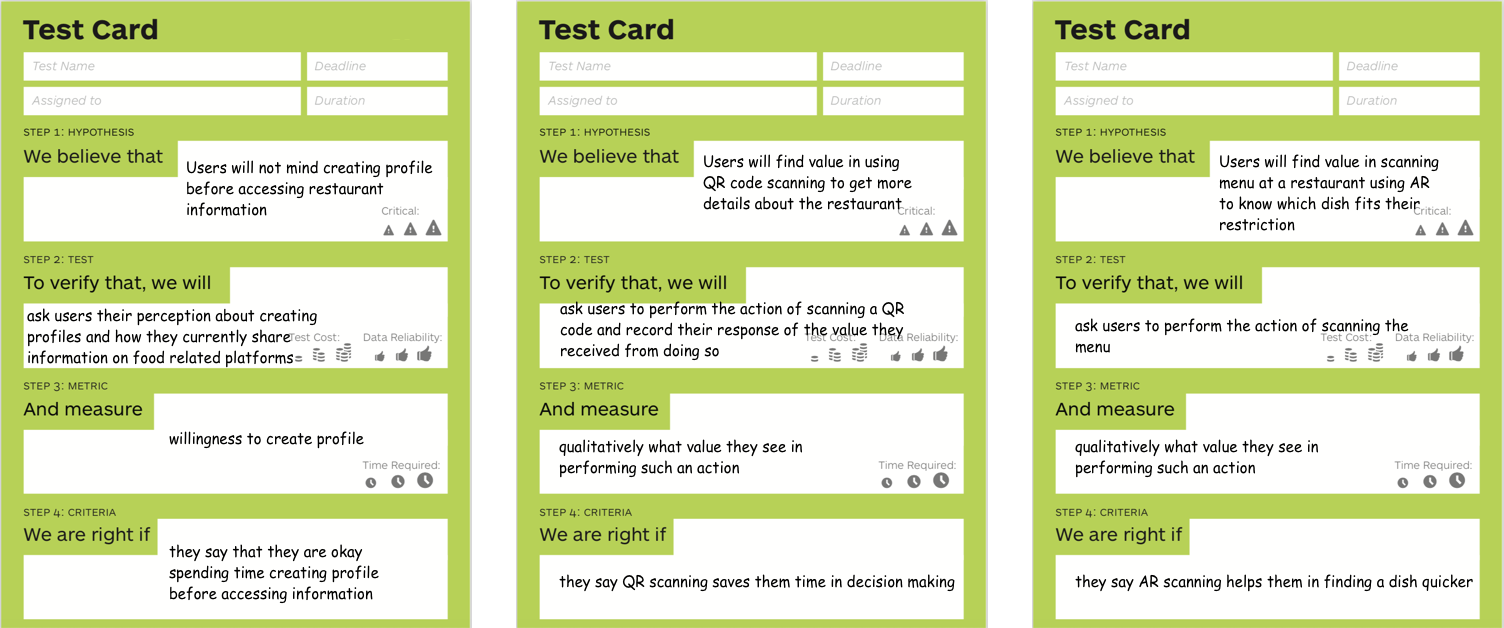 Test Card
Test Name
Deadline
Assigned to
Duration
STEP 1: HYPOTHESIS
We believe that
Users will not mind creating profile
before accessing restaurant
information
Critical:
STEP 2: TEST
To verify that, we will
ask users their perception about creating
profiles and how they currently share
information on food related platforms
Test Cost:
Data Reliability:
STEP 3: METRIC
And measure
willingness to create profile
Time Required:
STEP 4: CRITERIA
We are right if
they say that they are okay
spending time creating profile
before accessing information
Test Card
Test Name
Deadline
Assigned to
Duration
STEP 1: HYPOTHESIS
We believe that
Users will find value in using
QR code scanning to get more
details about the restaurant
Critical:
STEP 2: TEST
To verify that, we will
ask users to perform the action of scanning a QR
code and record their response of the value they
received from doing so
Test Cost:
Data Reliability:
STEP 3: METRIC
And measure
qualitatively what value they see in
performing such an action
Time Required:
STEP 4: CRITERIA
We are right if
they say QR scanning saves them time in decision making
Test Card
Test Name
Deadline
Assigned to
Duration
STEP 1: HYPOTHESIS
We believe that
Users will find value in scanning
menu at a restaurant using AR
to know which dish fits their
restriction
Critical:
STEP 2: TEST
To verify that, we will
ask users to perform the action of scanning the
menu
Test Cost:
Data Reliability:
STEP 3: METRIC
And measure
qualitatively what value they see in
performing such an action
Time Required:
STEP 4: CRITERIA
We are right if
they say AR scanning helps them in finding a dish quicker